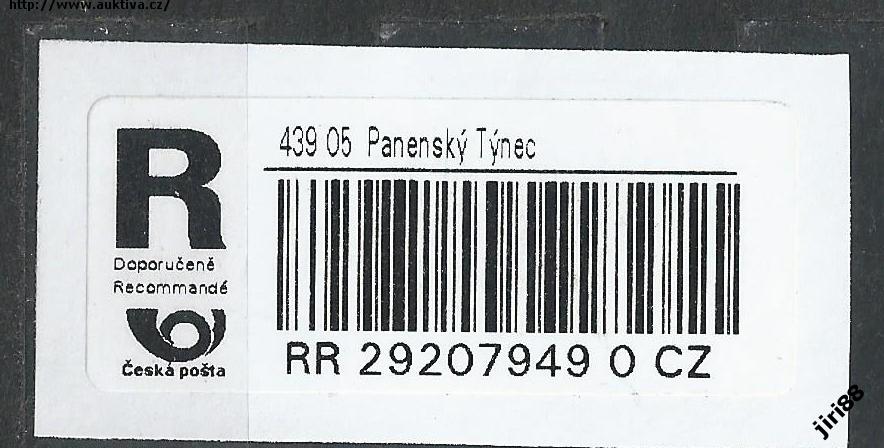 http://www.auktiva.cz/
R
439 05 Panenský Týnec
Doporučeně
Recommandé
Česká pošta
RR 29207949 0 CZ
jiri88